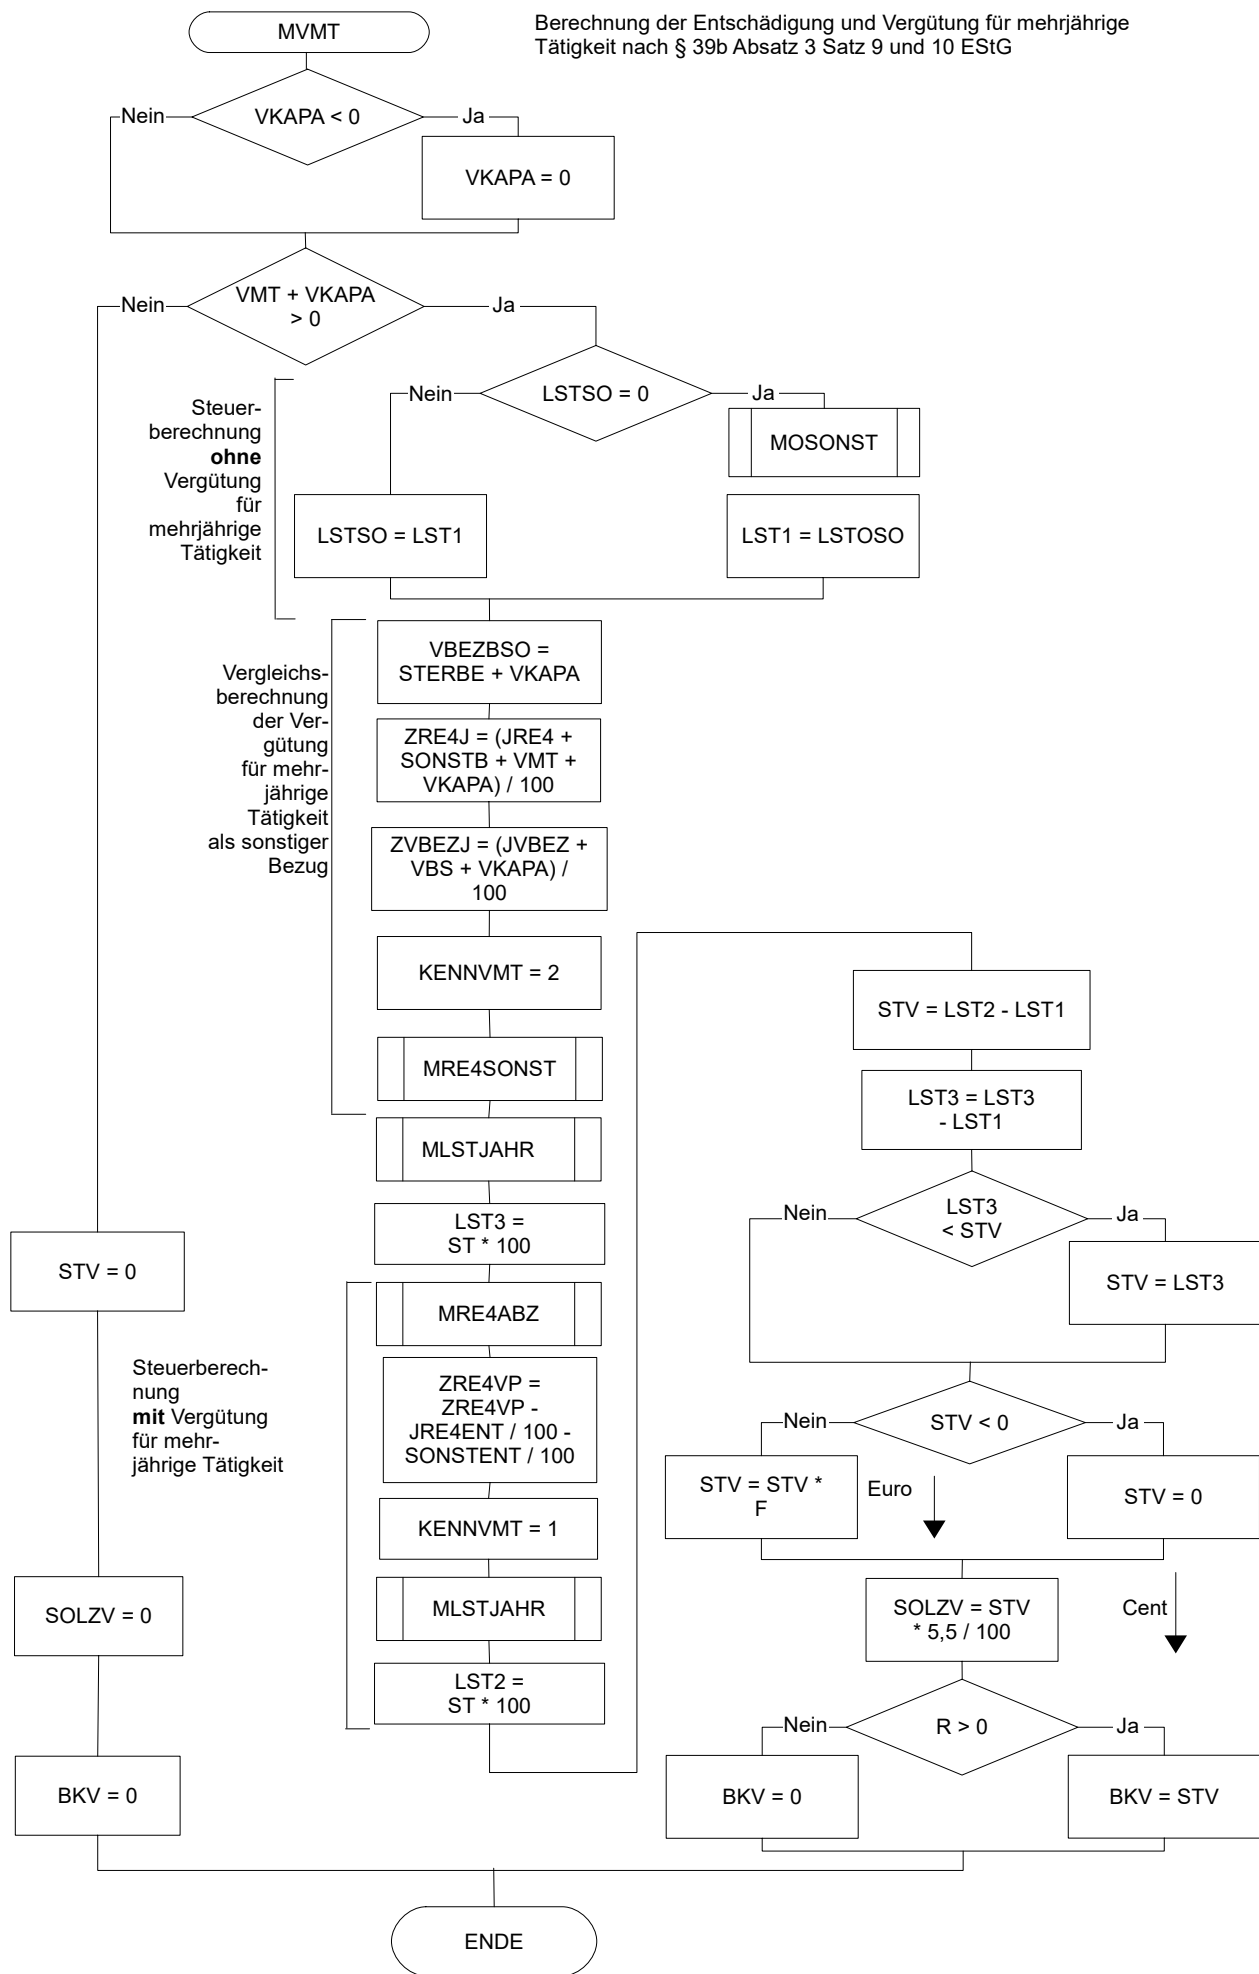 MVMT
Berechnung der Entschädigung und Vergütung für mehrjährige
Tätigkeit nach § 39b Absatz 3 Satz 9 und 10 EStG
Nein
VKAPA < 0
Ja
VKAPA = 0
Nein
VMT + VKAPA
> 0
Ja
Nein
LSTSO = 0
Ja
Steuer-
berechnung
ohne
Vergütung
für
mehrjährige
Tätigkeit
MOSONST
LSTSO = LST1
LST1 = LSTOSO
Vergleichs-
berechnung
der Ver-
gütung
für mehr-
jährige
Tätigkeit
als sonstiger
Bezug
VBEZBSO =
STERBE + VKAPA
ZRE4J = (JRE4 +
SONSTB + VMT +
VKAPA) / 100
ZVBEZJ = (JVBEZ +
VBS + VKAPA) /
100
KENNVMT = 2
MRE4SONST
MLSTJAHR
LST3 =
ST * 100
STV = 0
Steuerberech-
nung
mit Vergütung
für mehr-
jährige Tätigkeit
MRE4ABZ
ZRE4VP =
ZRE4VP -
JRE4ENT / 100 -
SONSTENT / 100
KENNVMT = 1
MLSTJAHR
LST2 =
ST * 100
SOLZV = 0
BKV = 0
STV = LST2 - LST1
LST3 = LST3
- LST1
Nein
LST3
< STV
Ja
STV = LST3
Nein
STV < 0
Ja
STV = STV *
F
Euro
STV = 0
SOLZV = STV
* 5,5 / 100
Cent
Nein
R > 0
Ja
BKV = 0
BKV = STV
ENDE